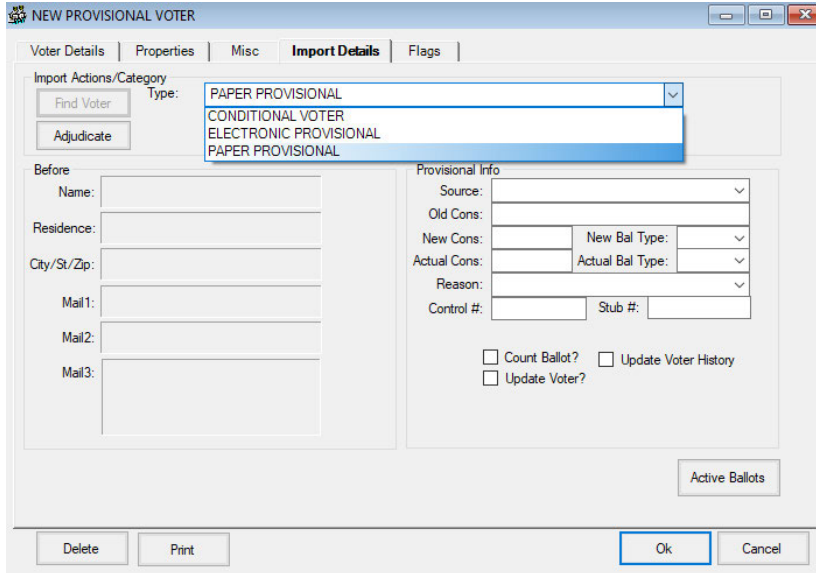 NEW PROVISIONAL VOTER
Voter Details Properties Misc Import Details Flags
Import Actions/Category
Find Voter Type: PAPER PROVISIONAL
CONDITIONAL VOTER
Adjudicate ELECTRONIC PROVISIONAL
PAPER PROVISIONAL
Before
Name:
Residence:
City/St/Zip:
Mail1:
Mail2:
Mail3:
Provisional Info
Source:
Old Cons:
New Cons: New Bal Type:
Actual Cons: Actual Bal Type:
Reason:
Control #: Stub #:
Count Ballot? Update Voter History
Update Voter?
Active Ballots
Delete Print Ok Cancel